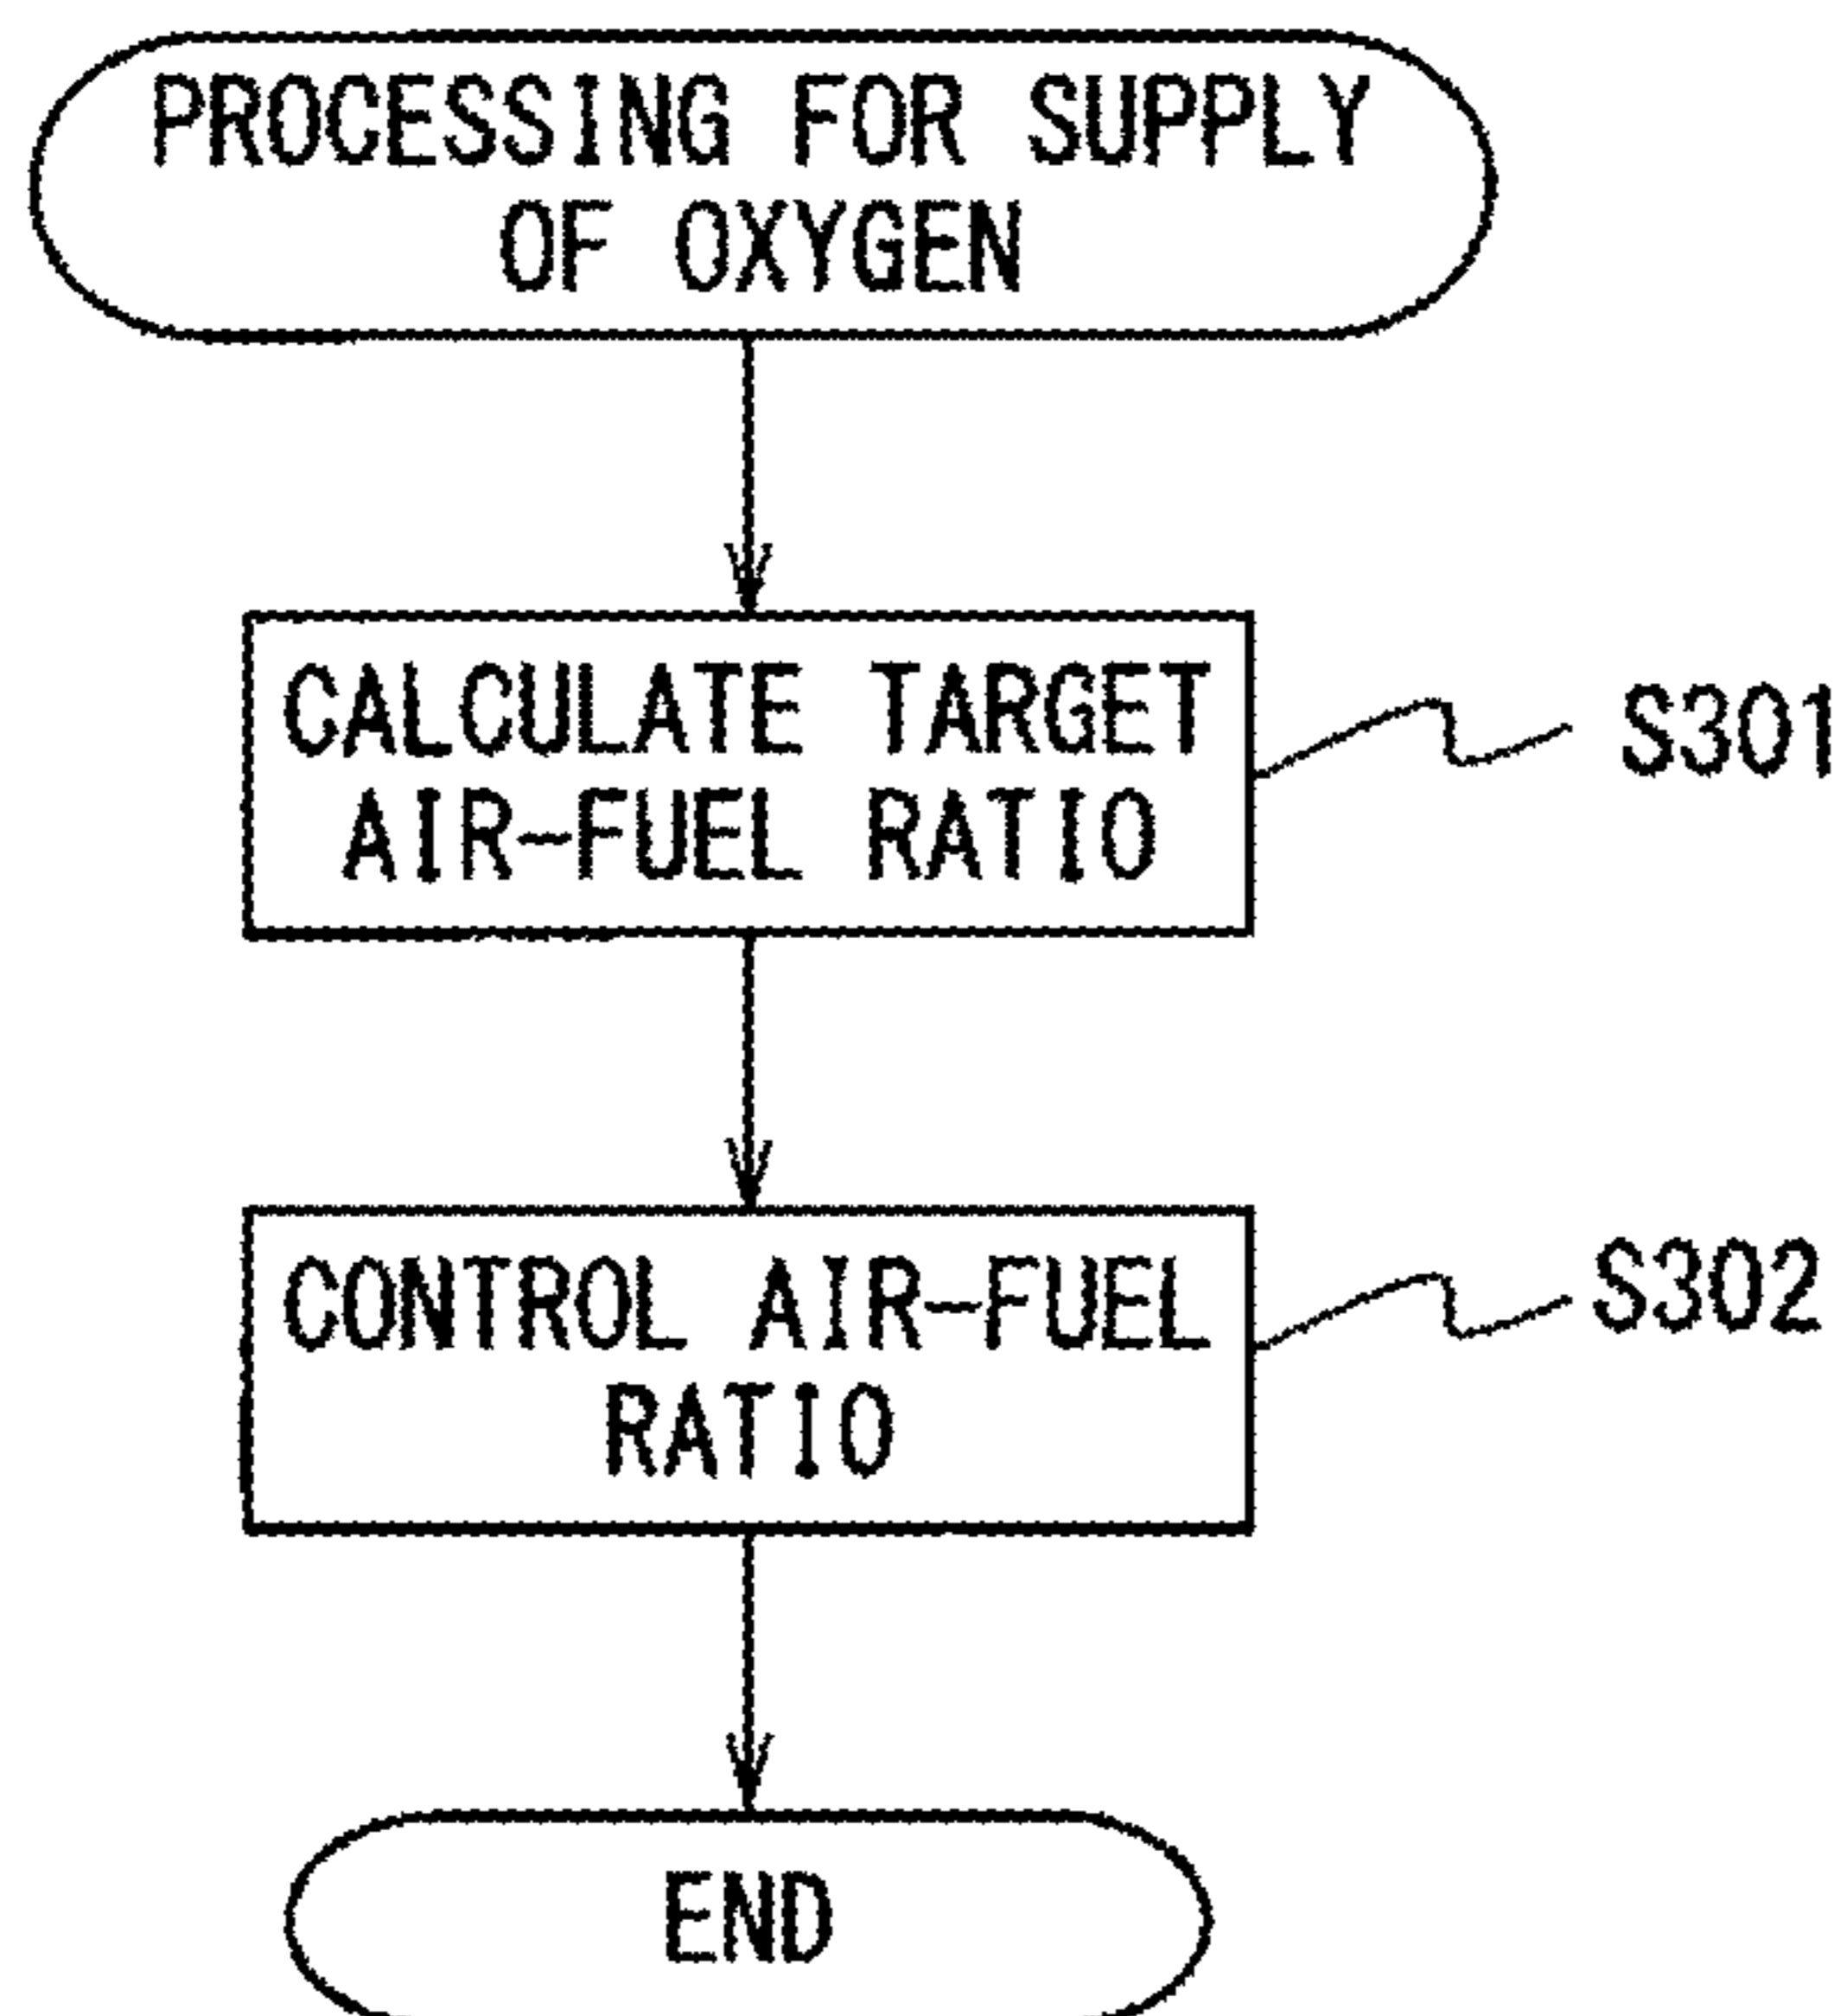 PROCESSING FOR SUPPLY
OF OXYGEN
CALCULATE TARGET
AIR-FUEL RATIO
S301
CONTROL AIR-FUEL
RATIO
S302
END